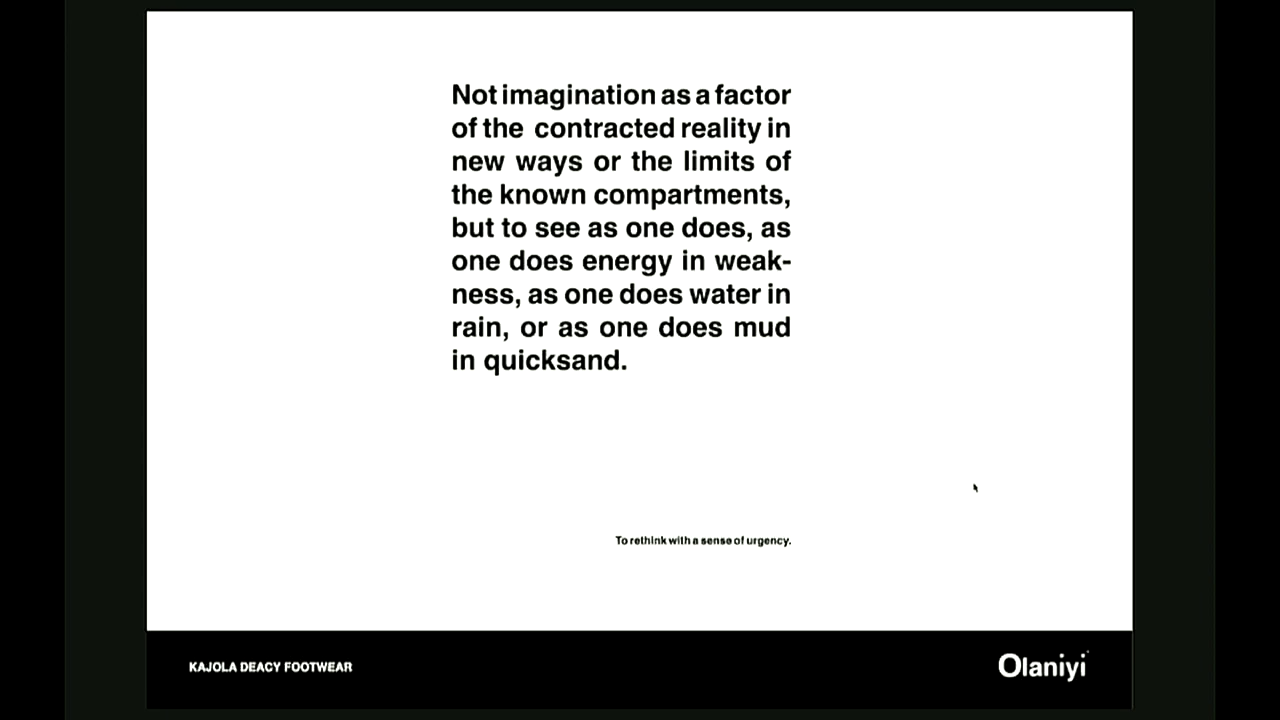 Not imagination as a factor
of the contracted reality in
new ways or the limits of
the known compartments,
but to see as one does, as
one does energy in weak-
ness, as one does water in
rain, or as one does mud
in quicksand.
To rethink with a sense of urgency.
KAJOLA DEACY FOOTWEAR
Olaniyi